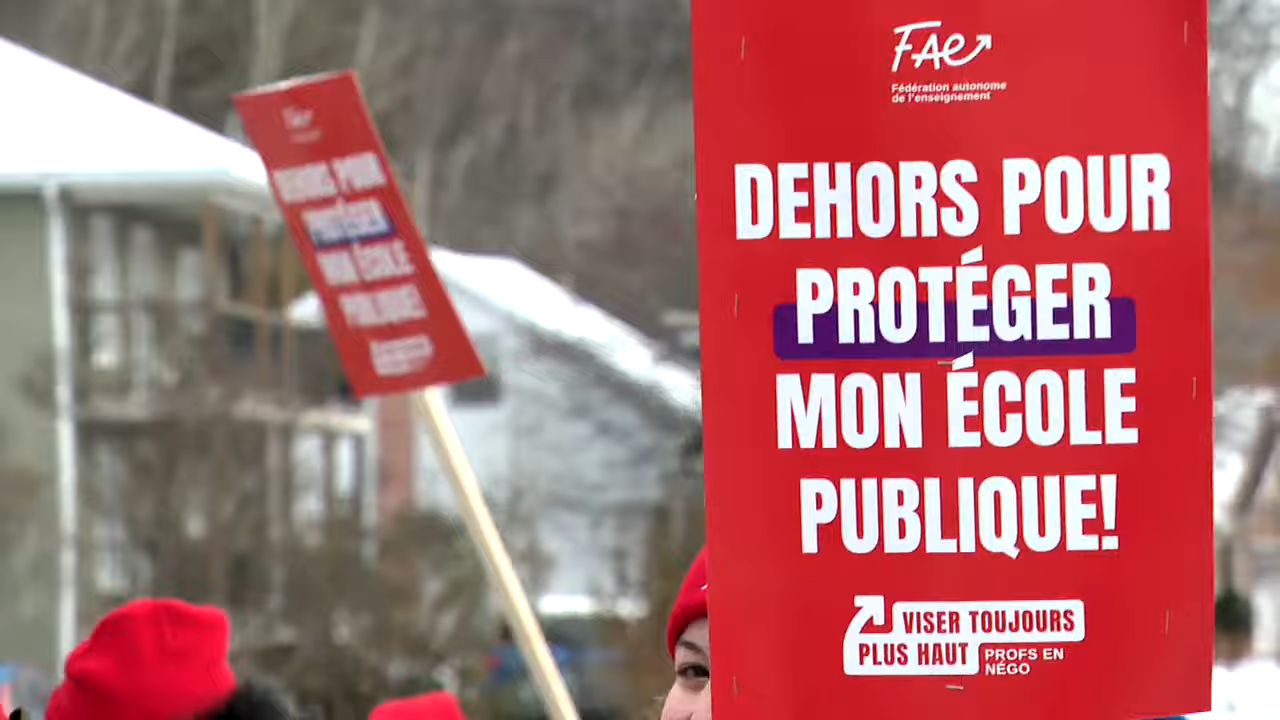 FAe
Fédération autonome
de l'enseignement
DEHORS POUR
PROTÉGER
MON ÉCOLE
PUBLIQUE!
VISER TOUJOURS
PLUS HAUT
PROFS EN
NÉGO
DEHORS POUR
PROTÉGER
MON ÉCOLE
PUBLIQUE!